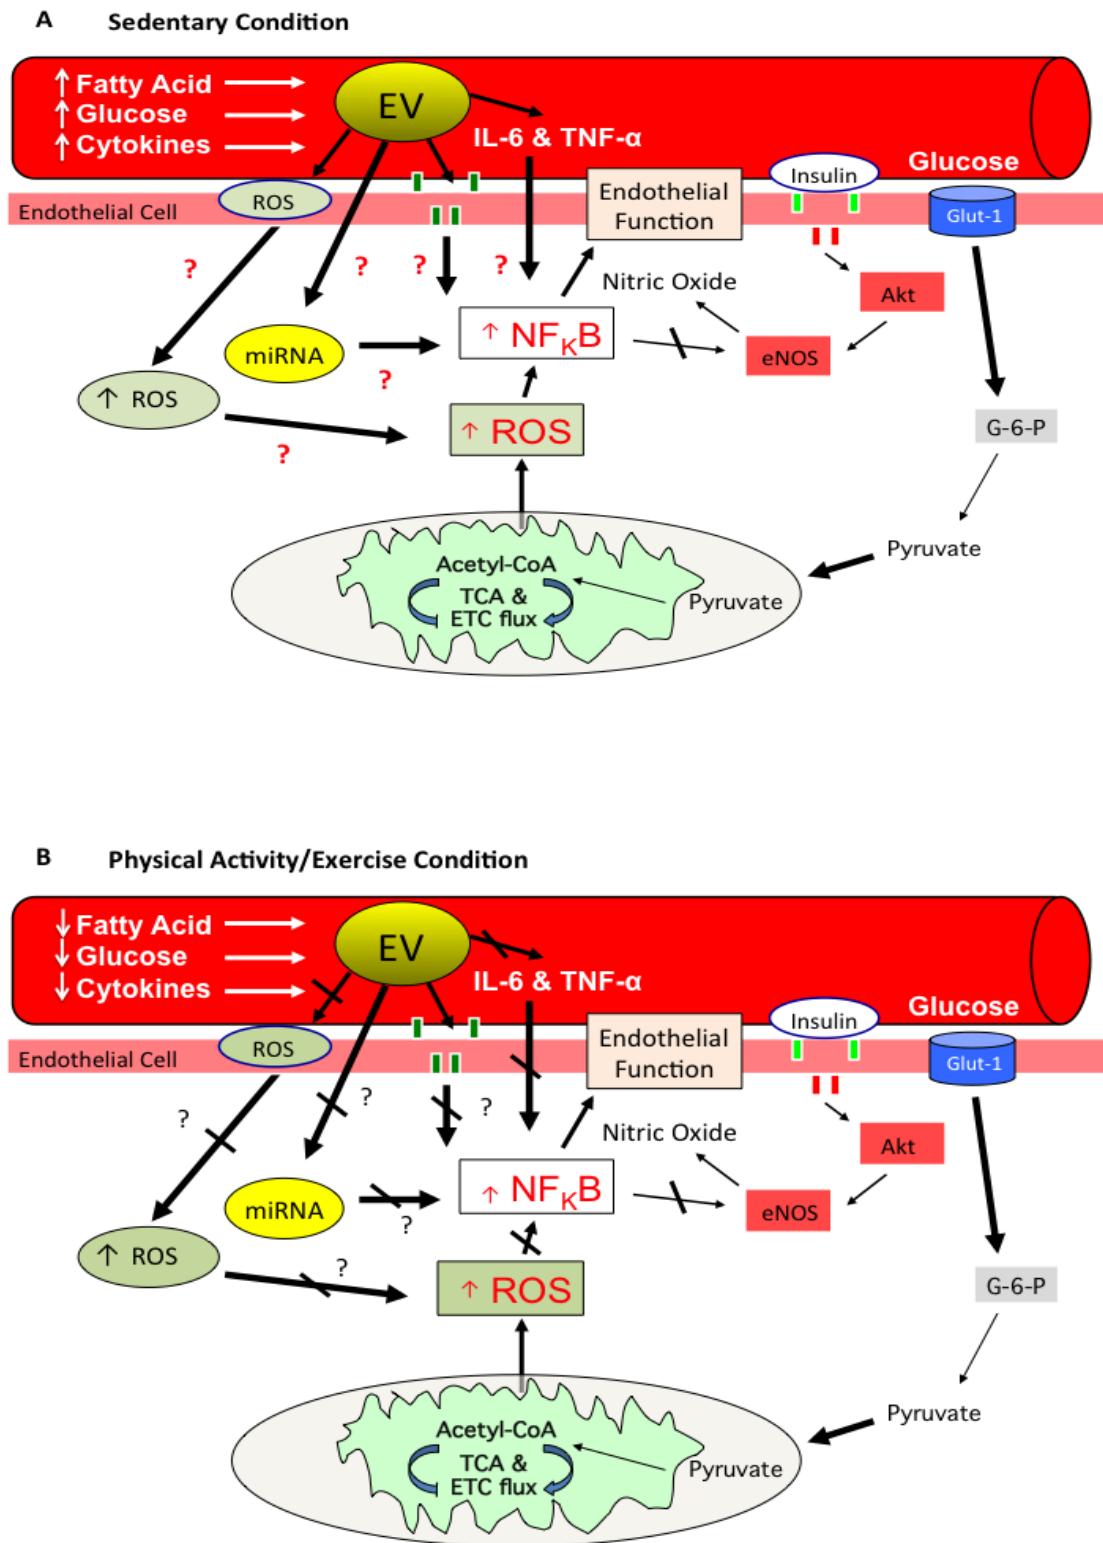 A Sedentary Condition
↑ Fatty Acid
↑ Glucose
↑ Cytokines
EV
IL-6 & TNF-α
Insulin
Glucose
Endothelial Cell
ROS
Endothelial
Function
Glut-1
?
?
?
?
Nitric Oxide
Akt
miRNA
↑ NFKB
eNOS
?
↑ ROS
↑ ROS
G-6-P
?
Pyruvate
Acetyl-CoA
TCA &
ETC flux
Pyruvate
B Physical Activity/Exercise Condition
↓ Fatty Acid
↓ Glucose
↓ Cytokines
EV
IL-6 & TNF-α
Insulin
Glucose
Endothelial Cell
ROS
Endothelial
Function
Glut-1
?
?
?
Nitric Oxide
Akt
miRNA
↑ NFKB
eNOS
?
↑ ROS
?
↑ ROS
G-6-P
Pyruvate
Acetyl-CoA
TCA &
ETC flux
Pyruvate